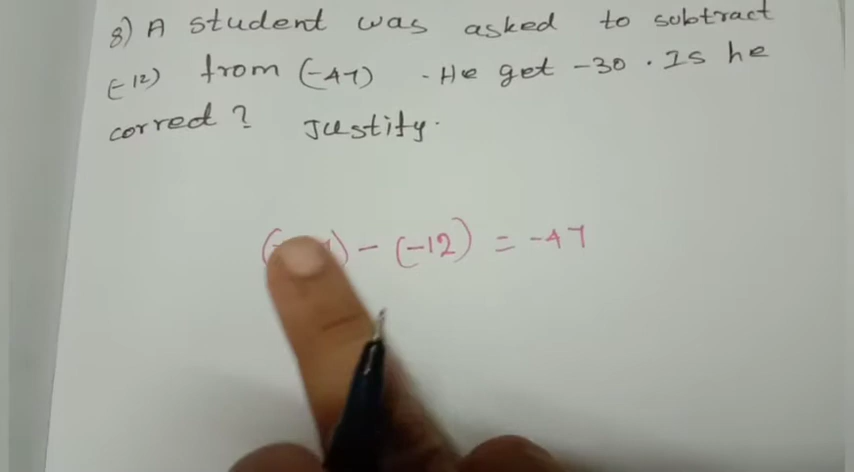 8) A student was asked to subtract
(-12) from (-47) . He get -30 . Is he
corred ? Justify.
- (-12) = -47